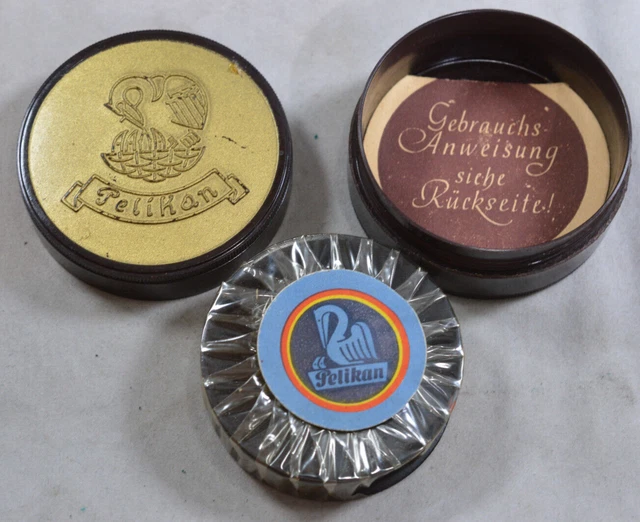 Pelikan
Gebrauchs-
Anweisung
siehe
Rückseite!
Pelikan